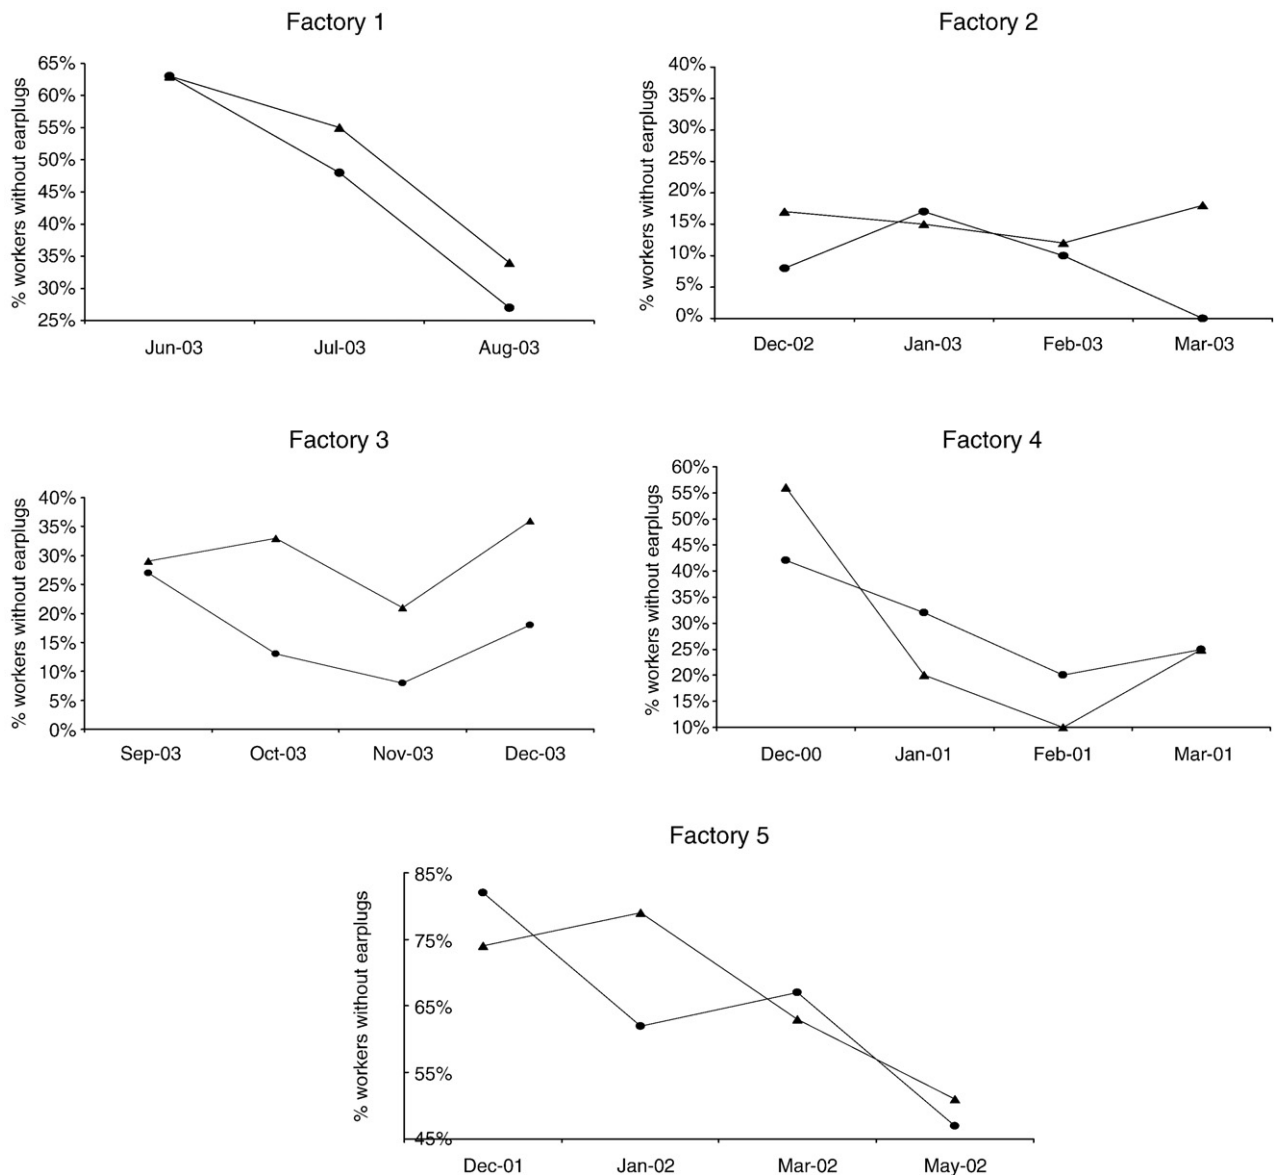 Factory 1
% workers without earplugs
65%
60%
55%
50%
45%
40%
35%
30%
25%
Jun-03 Jul-03 Aug-03
Factory 2
% workers without earplugs
40%
35%
30%
25%
20%
15%
10%
5%
0%
Dec-02 Jan-03 Feb-03 Mar-03
Factory 3
% workers without earplugs
40%
35%
30%
25%
20%
15%
10%
5%
0%
Sep-03 Oct-03 Nov-03 Dec-03
Factory 4
% workers without earplugs
60%
55%
50%
45%
40%
35%
30%
25%
20%
15%
10%
Dec-00 Jan-01 Feb-01 Mar-01
Factory 5
% workers without earplugs
85%
75%
65%
55%
45%
Dec-01 Jan-02 Mar-02 May-02